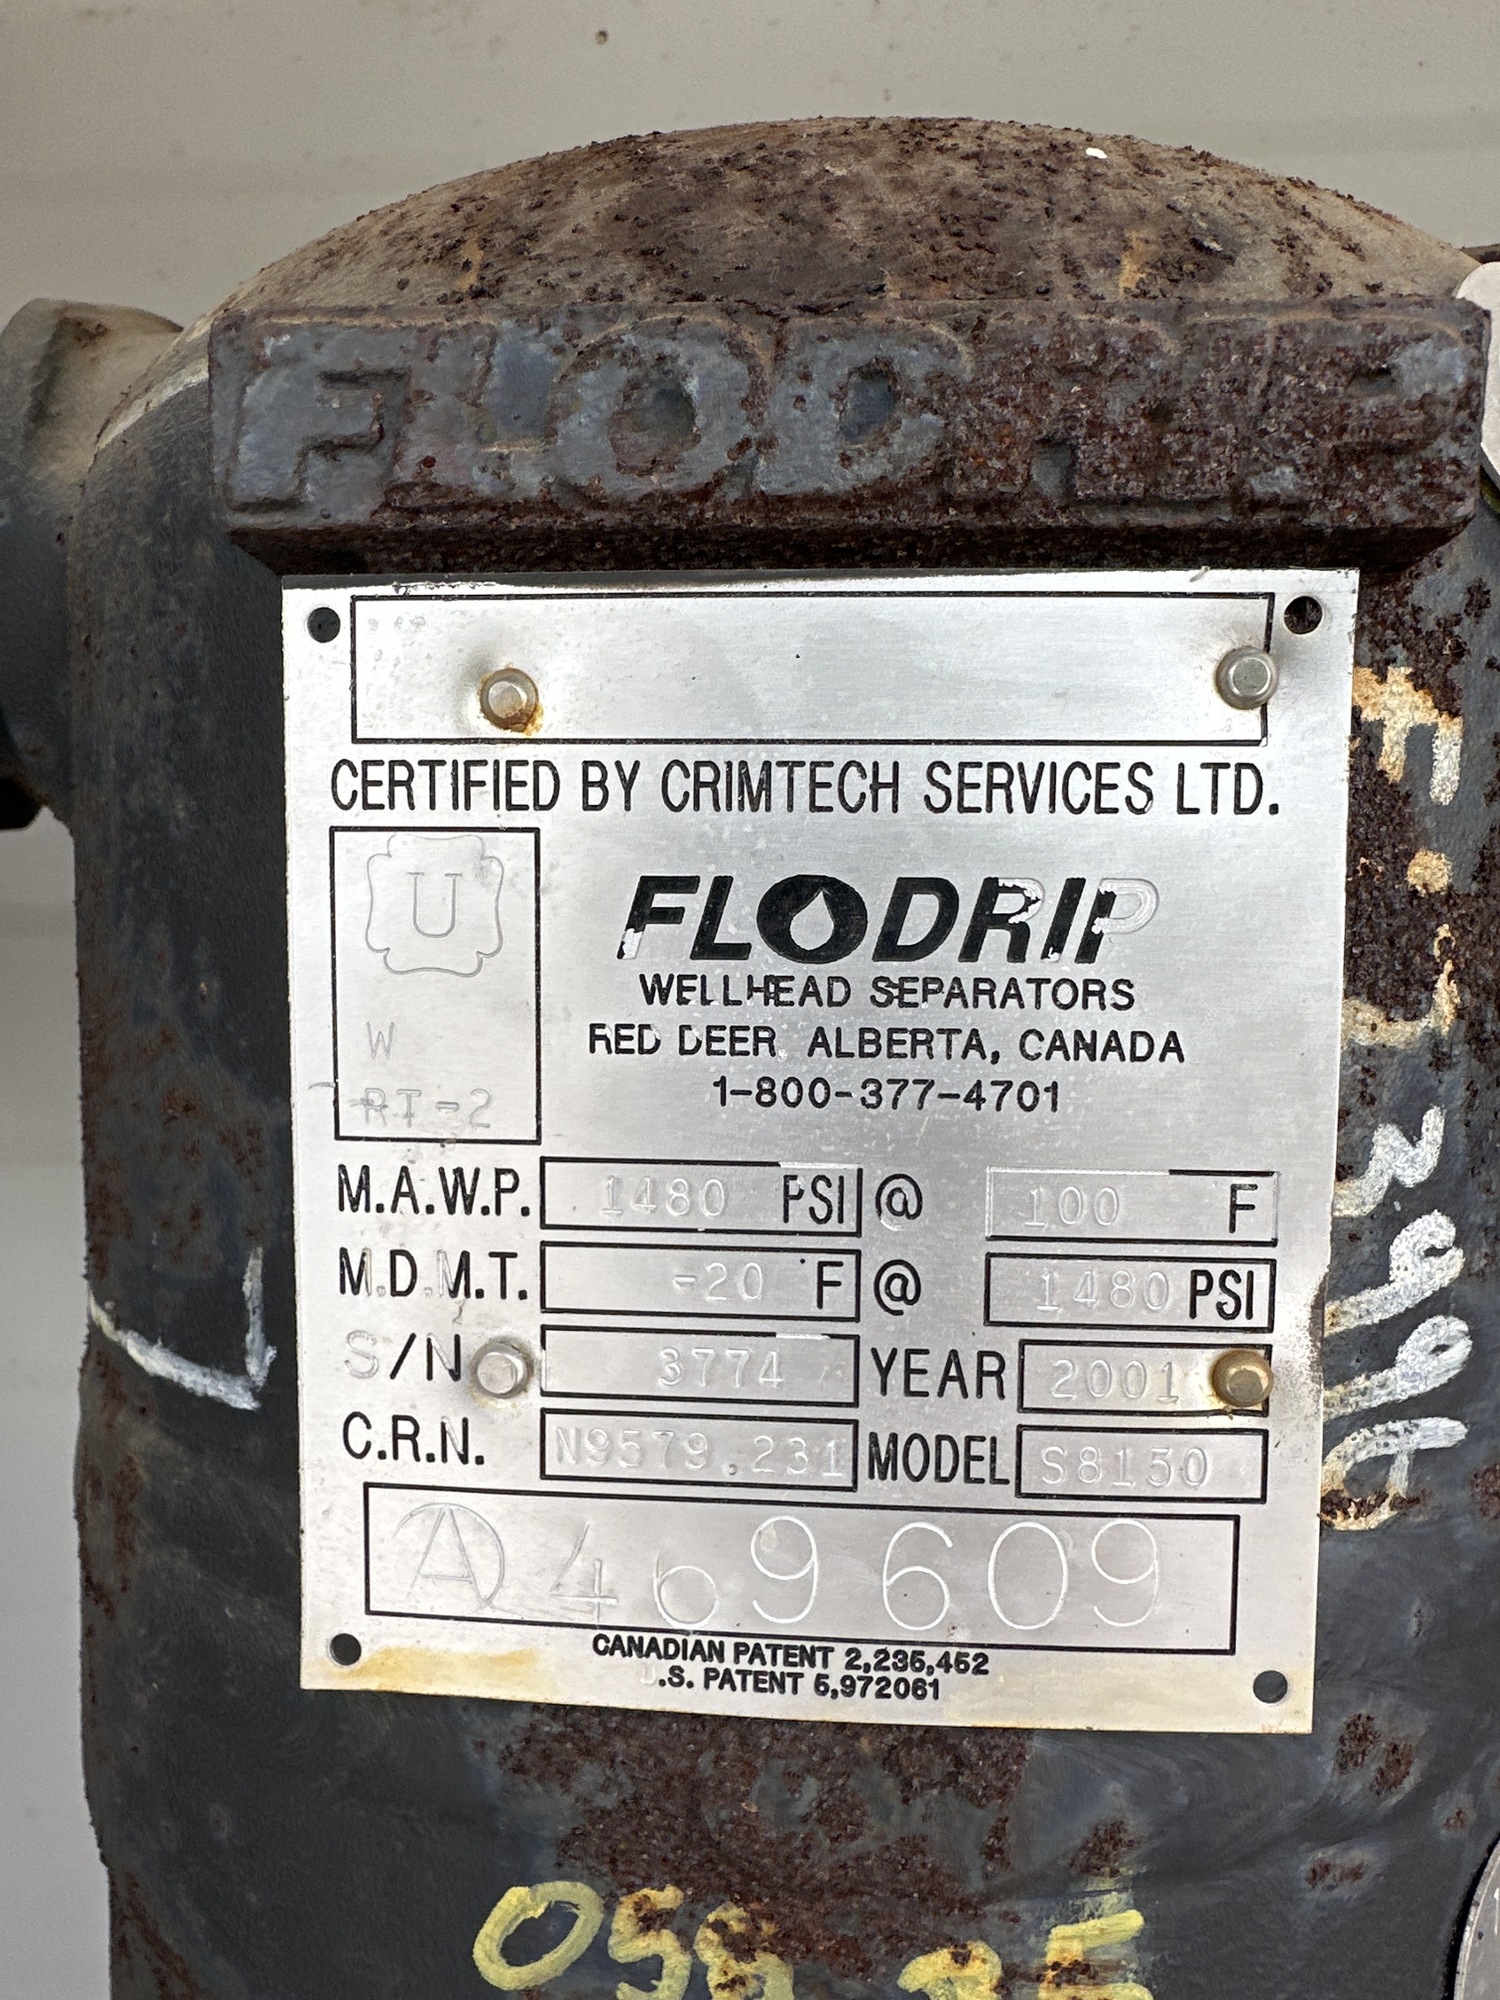 FLODRIP
CERTIFIED BY CRIMTECH SERVICES LTD.
U
W
RT-2
FLODRIP
WELLHEAD SEPARATORS
RED DEER, ALBERTA, CANADA
1-800-377-4701
M.A.W.P. 1480 PSI @ 100 F
M.D.M.T. -20 °F @ 1480 PSI
S/N 3774 YEAR 2001
C.R.N. N9579.231 MODEL S8150
A469609
CANADIAN PATENT 2,235,452
.S. PATENT 5,972061